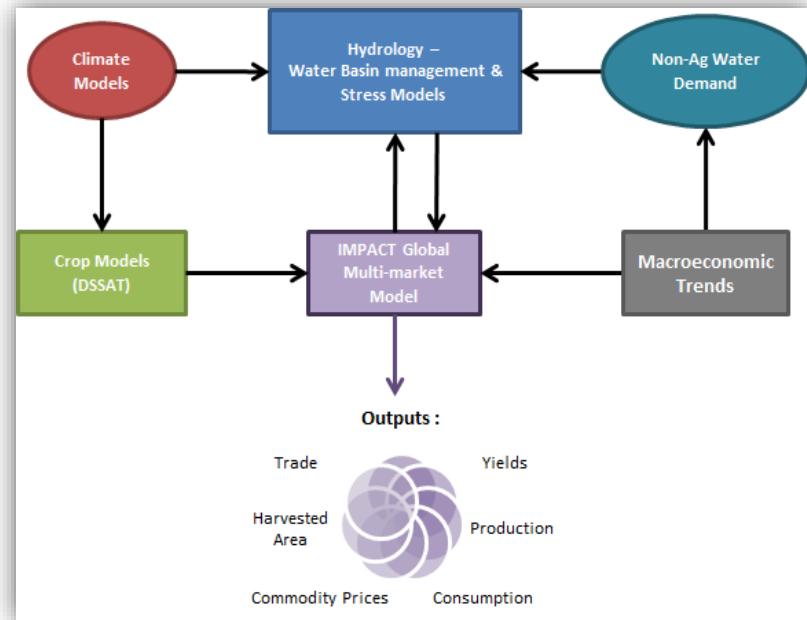 Climate
Models
Hydrology –
Water Basin management &
Stress Models
Non-Ag Water
Demand
Crop Models
(DSSAT)
IMPACT Global
Multi-market
Model
Macroeconomic
Trends
Outputs :
Trade
Yields
Harvested
Area
Production
Commodity Prices
Consumption